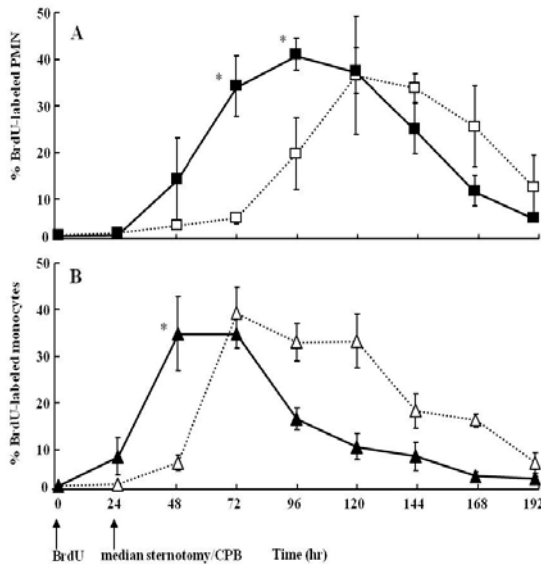 A
% BrdU-labeled PMN
50
40
30
20
10
0
*
*
B
% BrdU-labeled monocytes
50
40
30
20
10
0
*
0 24 48 72 96 120 144 168 192
BrdU median sternotomy/CPB Time (hr)